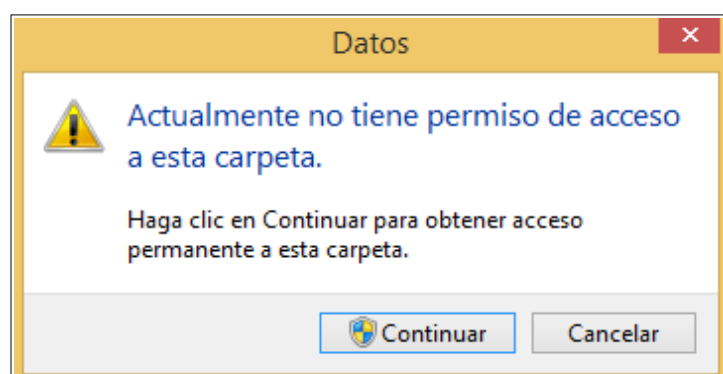 Datos
Actualmente no tiene permiso de acceso
a esta carpeta.
Haga clic en Continuar para obtener acceso
permanente a esta carpeta.
Continuar
Cancelar